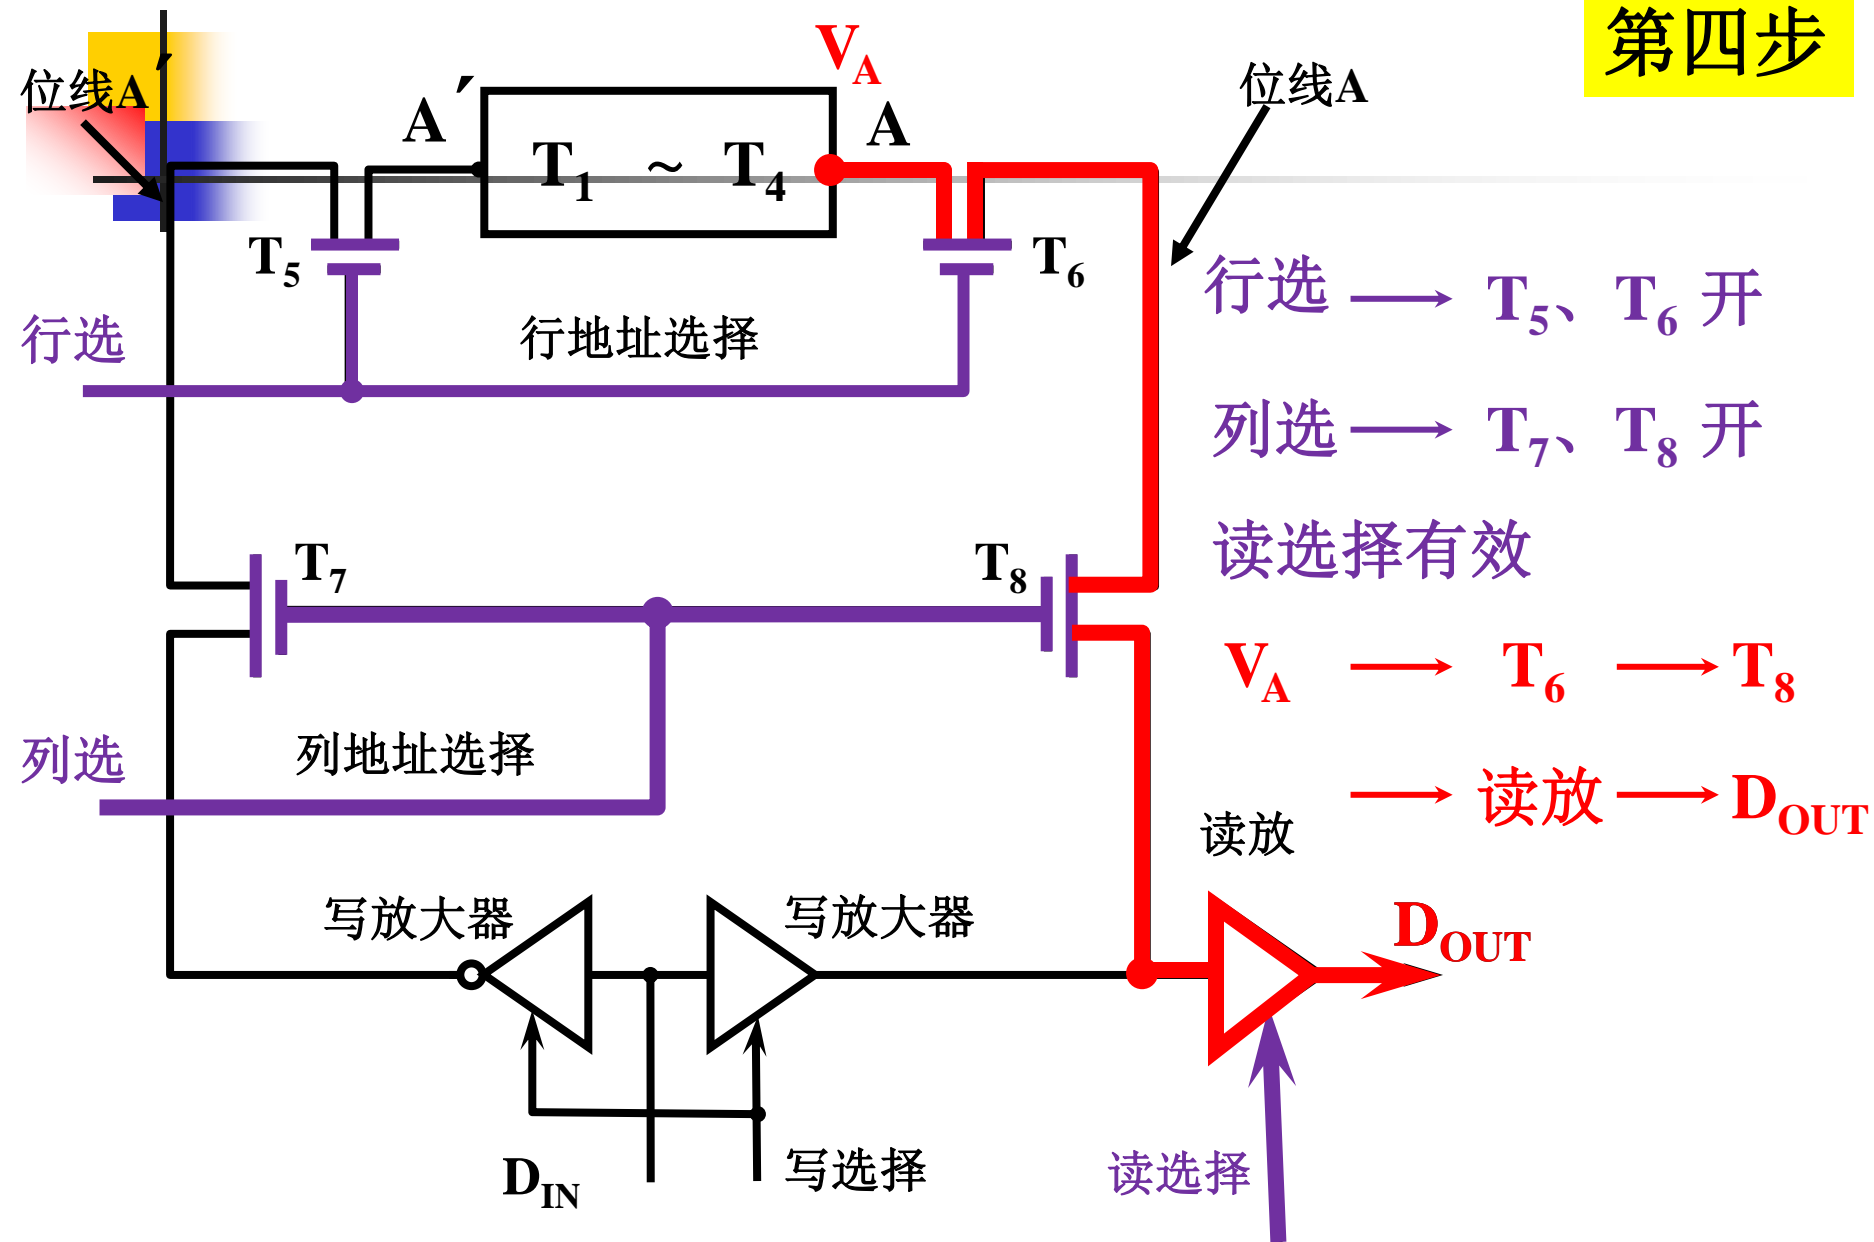 第四步
位线A′
A′
T1 ~ T4
VA
A
位线A
T5
T6
行选
行地址选择
行选 → T5、T6 开
列选 → T7、T8 开
T7
T8
读选择有效
VA → T6 → T8
→ 读放 → DOUT
列选
列地址选择
读放
写放大器
写放大器
DOUT
DIN
写选择
读选择